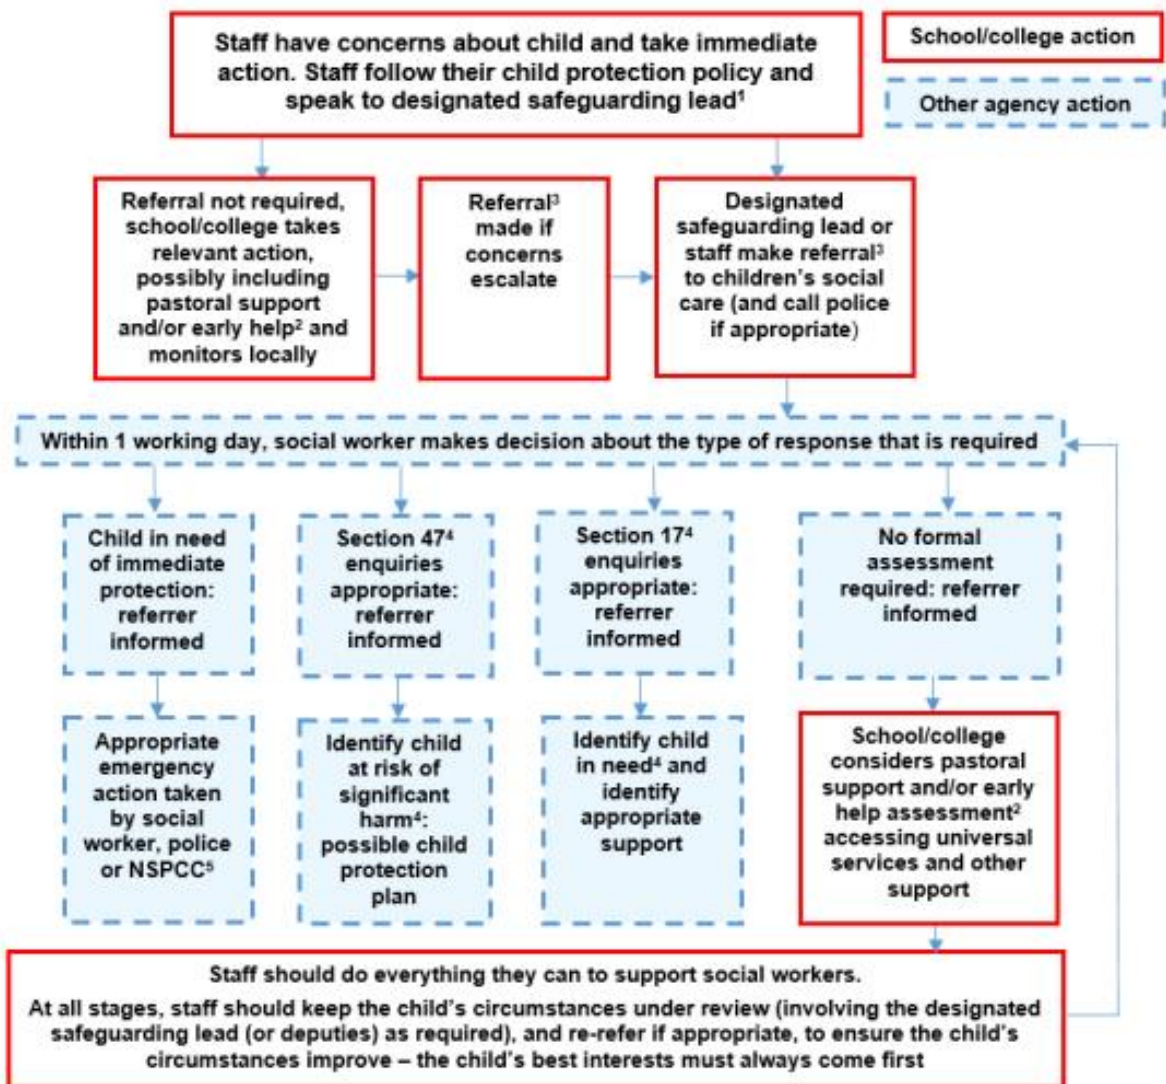 Staff have concerns about child and take immediate
action. Staff follow their child protection policy and
speak to designated safeguarding lead¹
School/college action
Other agency action
Referral not required,
school/college takes
relevant action,
possibly including
pastoral support
and/or early help² and
monitors locally
Referral³
made if
concerns
escalate
Designated
safeguarding lead or
staff make referral³
to children’s social
care (and call police
if appropriate)
Within 1 working day, social worker makes decision about the type of response that is required
Child in need
of immediate
protection:
referrer
informed
Section 47⁴
enquiries
appropriate:
referrer
informed
Section 17⁴
enquiries
appropriate:
referrer
informed
No formal
assessment
required: referrer
informed
Appropriate
emergency
action taken
by social
worker, police
or NSPCC⁵
Identify child
at risk of
significant
harm⁴:
possible child
protection
plan
Identify child
in need⁴ and
identify
appropriate
support
School/college
considers pastoral
support and/or early
help assessment²
accessing universal
services and other
support
Staff should do everything they can to support social workers.
At all stages, staff should keep the child’s circumstances under review (involving the designated
safeguarding lead (or deputies) as required), and re-refer if appropriate, to ensure the child’s
circumstances improve – the child’s best interests must always come first